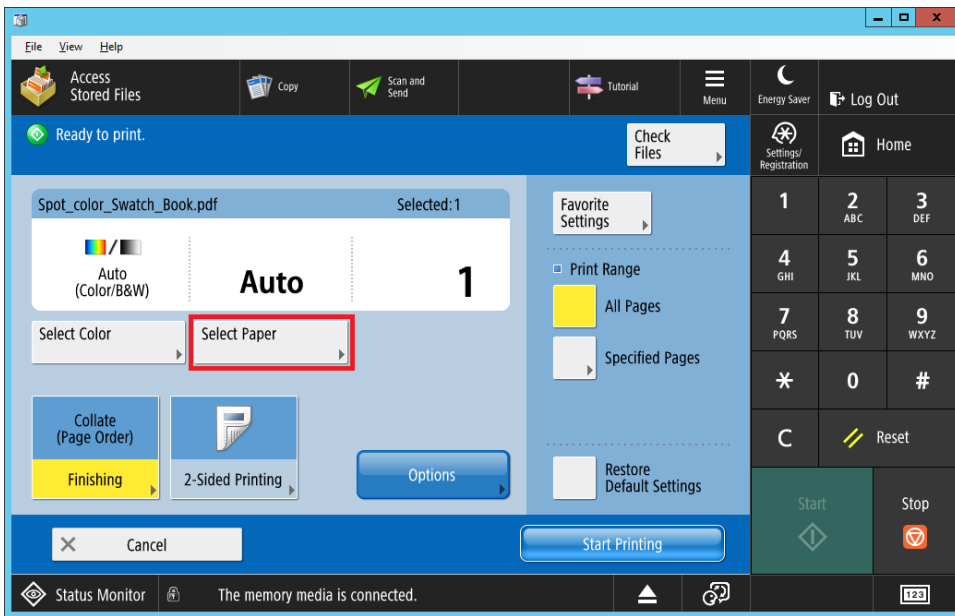 File View Help
Access
Stored Files
Copy
Scan and
Send
Tutorial
Menu
Energy Saver
Log Out
Ready to print.
Check
Files
Settings/
Registration
Home
Spot_color_Swatch_Book.pdf Selected:1
Auto
(Color/B&W)
Auto
1
Select Color
Select Paper
Collate
(Page Order)
Finishing
2-Sided Printing
Options
Favorite
Settings
Print Range
All Pages
Specified Pages
Restore
Default Settings
Cancel
Start Printing
1
2
ABC
3
DEF
4
GHI
5
JKL
6
MNO
7
PQRS
8
TUV
9
WXYZ
*
0
#
C
Reset
Start
Stop
Status Monitor
The memory media is connected.
123